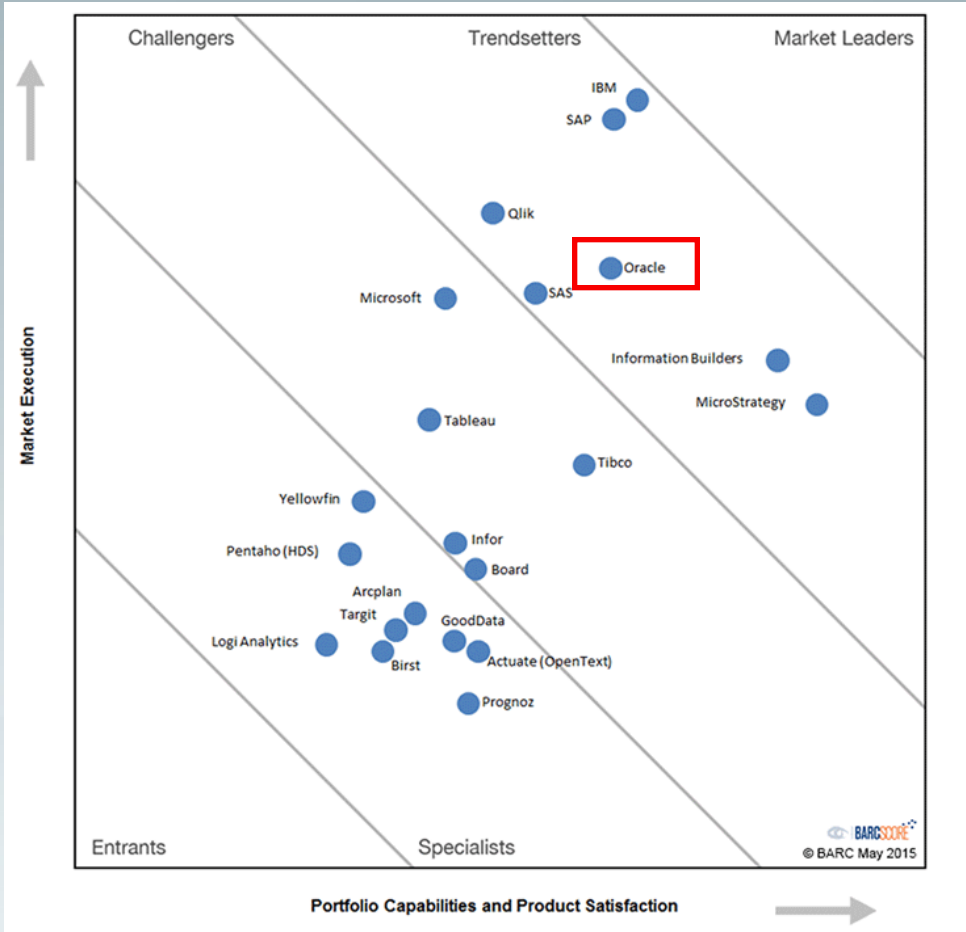 Challengers
Trendsetters
Market Leaders
IBM
SAP
Qlik
Oracle
SAS
Microsoft
Information Builders
MicroStrategy
Market Execution
Tableau
Tibco
Yellowfin
Infor
Pentaho (HDS)
Board
Arcplan
Targit
GoodData
Logi Analytics
Birst
Actuate (OpenText)
Prognoz
BARCSCORE
Entrants
Specialists
© BARC May 2015
Portfolio Capabilities and Product Satisfaction